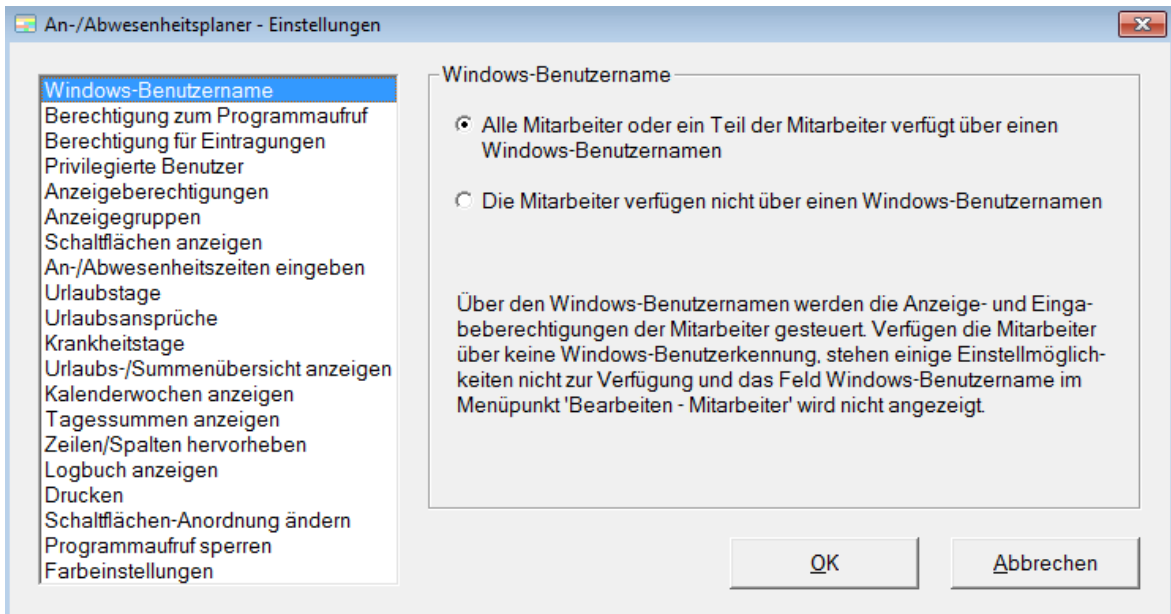 An-/Abwesenheitsplaner - Einstellungen
Windows-Benutzername
Berechtigung zum Programmaufruf
Berechtigung für Eintragungen
Privilegierte Benutzer
Anzeigeberechtigungen
Anzeigegruppen
Schaltflächen anzeigen
An-/Abwesenheitszeiten eingeben
Urlaubstage
Urlaubsansprüche
Krankheitstage
Urlaubs-/Summenübersicht anzeigen
Kalenderwochen anzeigen
Tagessummen anzeigen
Zeilen/Spalten hervorheben
Logbuch anzeigen
Drucken
Schaltflächen-Anordnung ändern
Programmaufruf sperren
Farbeinstellungen
Windows-Benutzername
Alle Mitarbeiter oder ein Teil der Mitarbeiter verfügt über einen
Windows-Benutzernamen
Die Mitarbeiter verfügen nicht über einen Windows-Benutzernamen
Über den Windows-Benutzernamen werden die Anzeige- und Einga-
beberechtigungen der Mitarbeiter gesteuert. Verfügen die Mitarbeiter
über keine Windows-Benutzerkennung, stehen einige Einstellmöglich-
keiten nicht zur Verfügung und das Feld Windows-Benutzername im
Menüpunkt 'Bearbeiten - Mitarbeiter' wird nicht angezeigt.
OK
Abbrechen